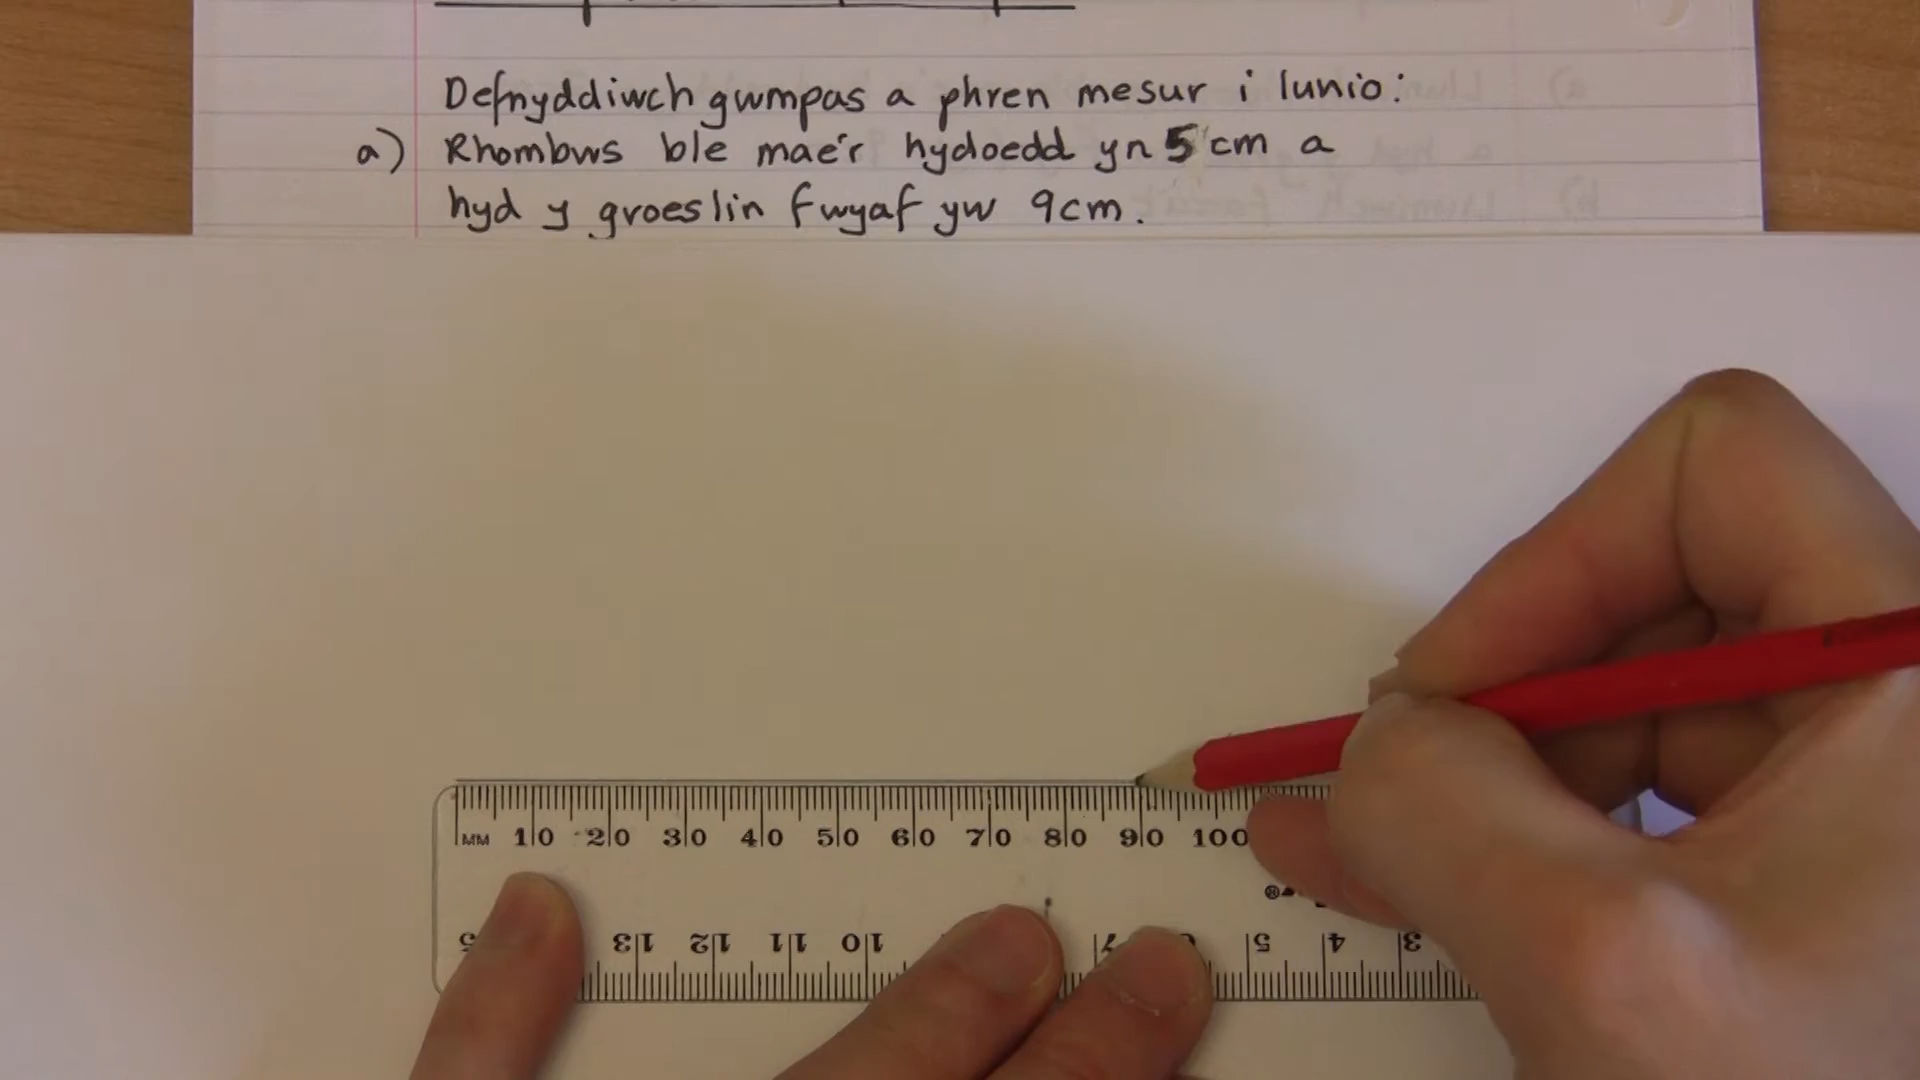 Defnyddiwch gwmpas a phren mesur i lunio:
a) Rhombws ble mae'r hydoedd yn 5 cm a
hyd y groeslin fwyaf yw 9cm.
MM 10 20 30 40 50 60 70 80 90 100
13 12 11 10 7 5 4 3